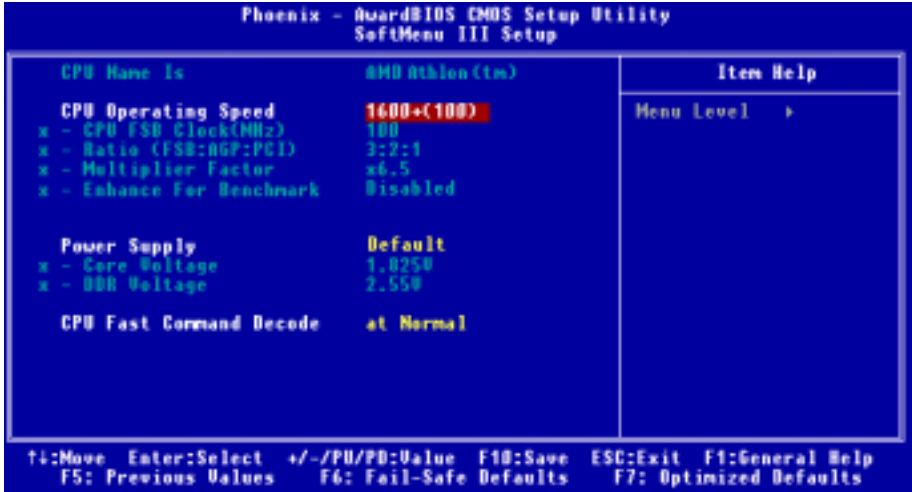 Phoenix - AwardBIOS CMOS Setup Utility
SoftMenu III Setup
CPU Name Is AMD Athlon(tm)
Item Help
CPU Operating Speed 1600+(100)
Menu Level ▸
x - CPU FSB Clock(MHz) 100
x - Ratio (FSB:AGP:PCI) 3:2:1
x - Multiplier Factor x6.5
x - Enhance For Benchmark Disabled
Power Supply Default
x - Core Voltage 1.825V
x - DDR Voltage 2.55V
CPU Fast Command Decode at Normal
↑↓:Move Enter:Select +/-/PU/PD:Value F10:Save ESC:Exit F1:General Help
F5: Previous Values F6: Fail-Safe Defaults F7: Optimized Defaults